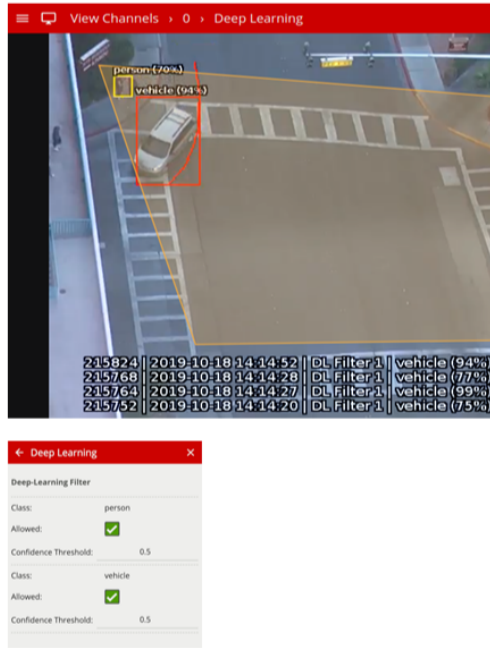 View Channels › 0 › Deep Learning
person (70%)
vehicle (94%)
215824 | 2019-10-18 14:14:52 | DL Filter 1 | vehicle (94%)
215768 | 2019-10-18 14:14:28 | DL Filter 1 | vehicle (77%)
215764 | 2019-10-18 14:14:27 | DL Filter 1 | vehicle (99%)
215752 | 2019-10-18 14:14:20 | DL Filter 1 | vehicle (75%)
← Deep Learning ×
Deep-Learning Filter
Class: person
Allowed:
Confidence Threshold: 0.5
Class: vehicle
Allowed:
Confidence Threshold: 0.5